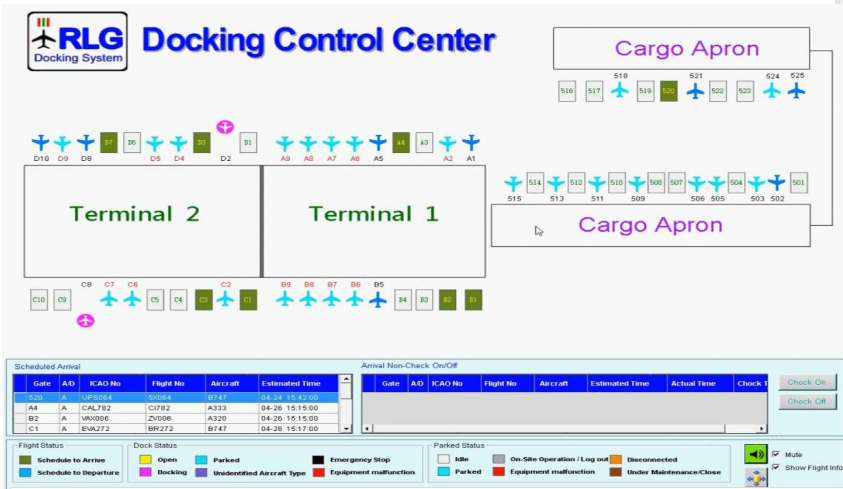 RLG
Docking System
Docking Control Center
Cargo Apron
518 521 524 525
516 517 519 520 522 523
D7 D6 D3 D1 A4 A3
D10 D9 D8 D5 D4 D2 A9 A8 A7 A6 A5 A2 A1
514 512 510 508 507 504 501
515 513 511 509 506 505 503 502
Terminal 2 Terminal 1
Cargo Apron
C8 C7 C6 C2 B9 B8 B7 B6 B5
C10 C9 C5 C4 C3 C1 B4 B3 B2 B1
Scheduled Arrival Arrival Non-Check On/Off
Gate A/D ICAO No Flight No Aircraft Estimated Time Gate A/D ICAO No Flight No Aircraft Estimated Time Actual Time Chock T
520 A UPS064 5X064 B747 04-24 15:42:00
A4 A CAL782 CI782 A333 04-26 15:15:00
B2 A VAX006 ZV006 A320 04-26 15:15:00
C1 A EVA272 BR272 B747 04-26 15:17:00
Chock On
Chock Off
Flight Status Dock Status Parked Status
Schedule to Arrive Open Parked Emergency Stop Idle On-Site Operation / Log out Disconnected
Schedule to Departure Docking Unidentified Aircraft Type Equipment malfunction Parked Equipment malfunction Under Maintenance/Close
Mute
Show Flight Info